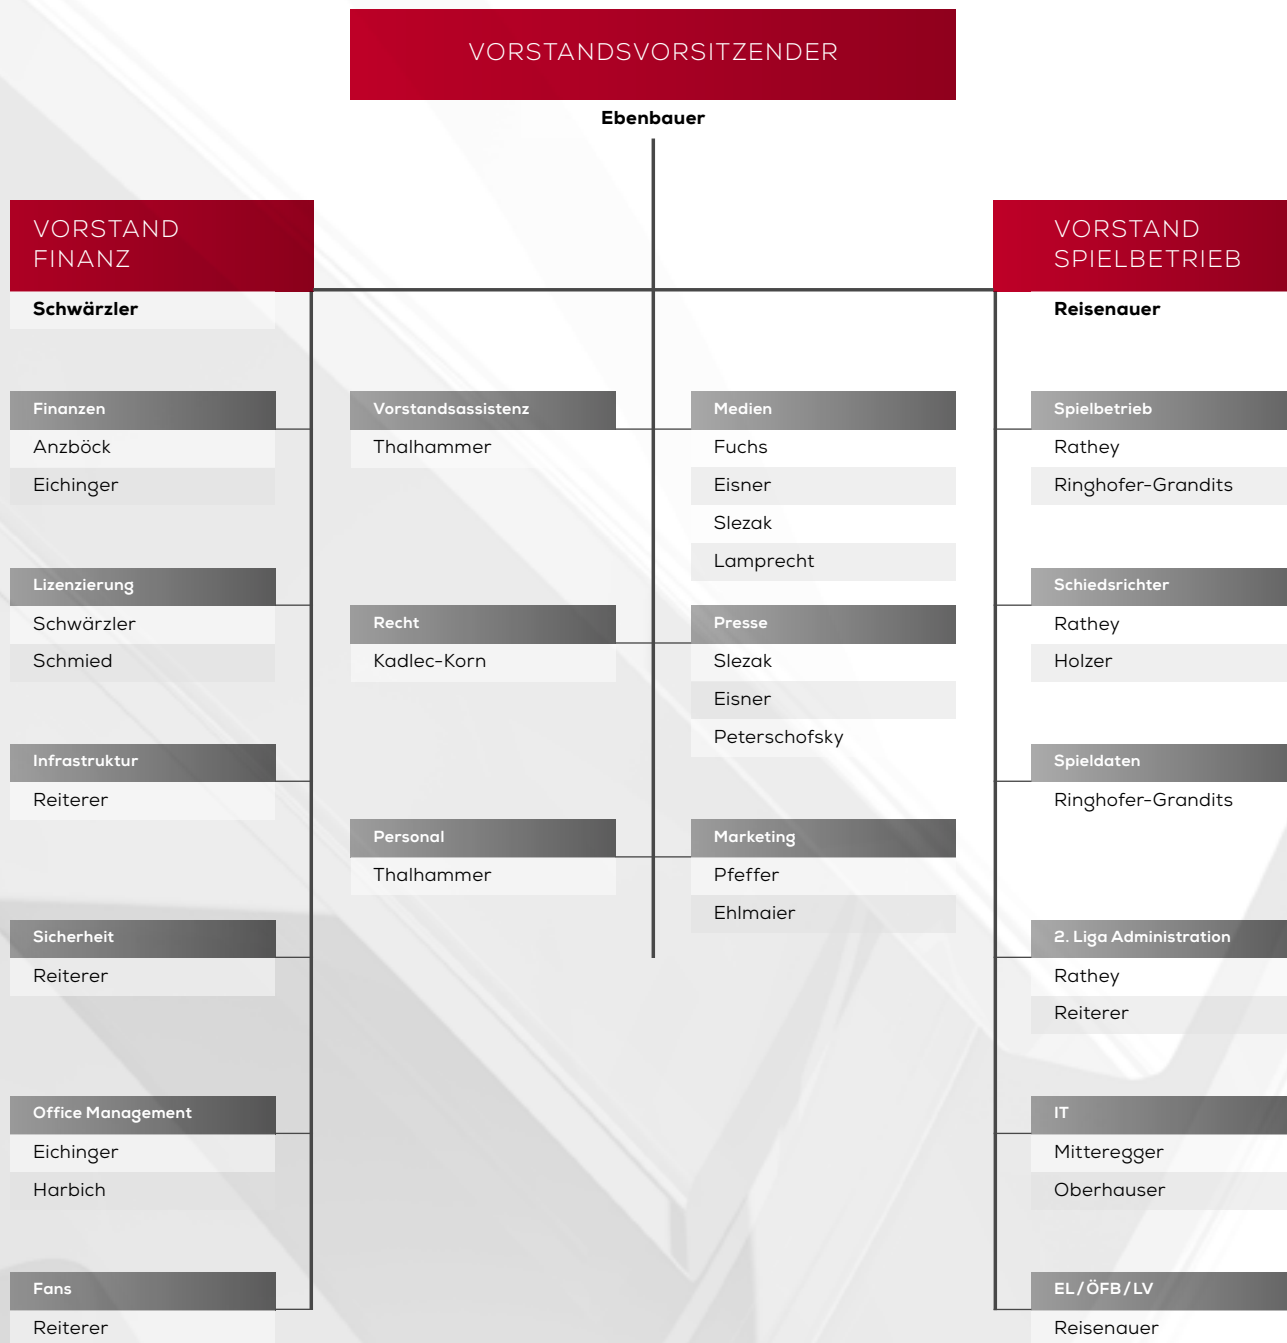 VORSTANDSVORSITZENDER
Ebenbauer
VORSTAND
FINANZ
Schwärzler
Finanzen
Anzböck
Eichinger
Lizenzierung
Schwärzler
Schmied
Infrastruktur
Reiterer
Sicherheit
Reiterer
Office Management
Eichinger
Harbich
Fans
Reiterer
Vorstandsassistenz
Thalhammer
Recht
Kadlec-Korn
Personal
Thalhammer
Medien
Fuchs
Eisner
Slezak
Lamprecht
Presse
Slezak
Eisner
Peterschofsky
Marketing
Pfeffer
Ehlmaier
VORSTAND
SPIELBETRIEB
Reisenauer
Spielbetrieb
Rathey
Ringhofer-Grandits
Schiedsrichter
Rathey
Holzer
Spieldaten
Ringhofer-Grandits
2. Liga Administration
Rathey
Reiterer
IT
Mitteregger
Oberhauser
EL/ÖFB/LV
Reisenauer